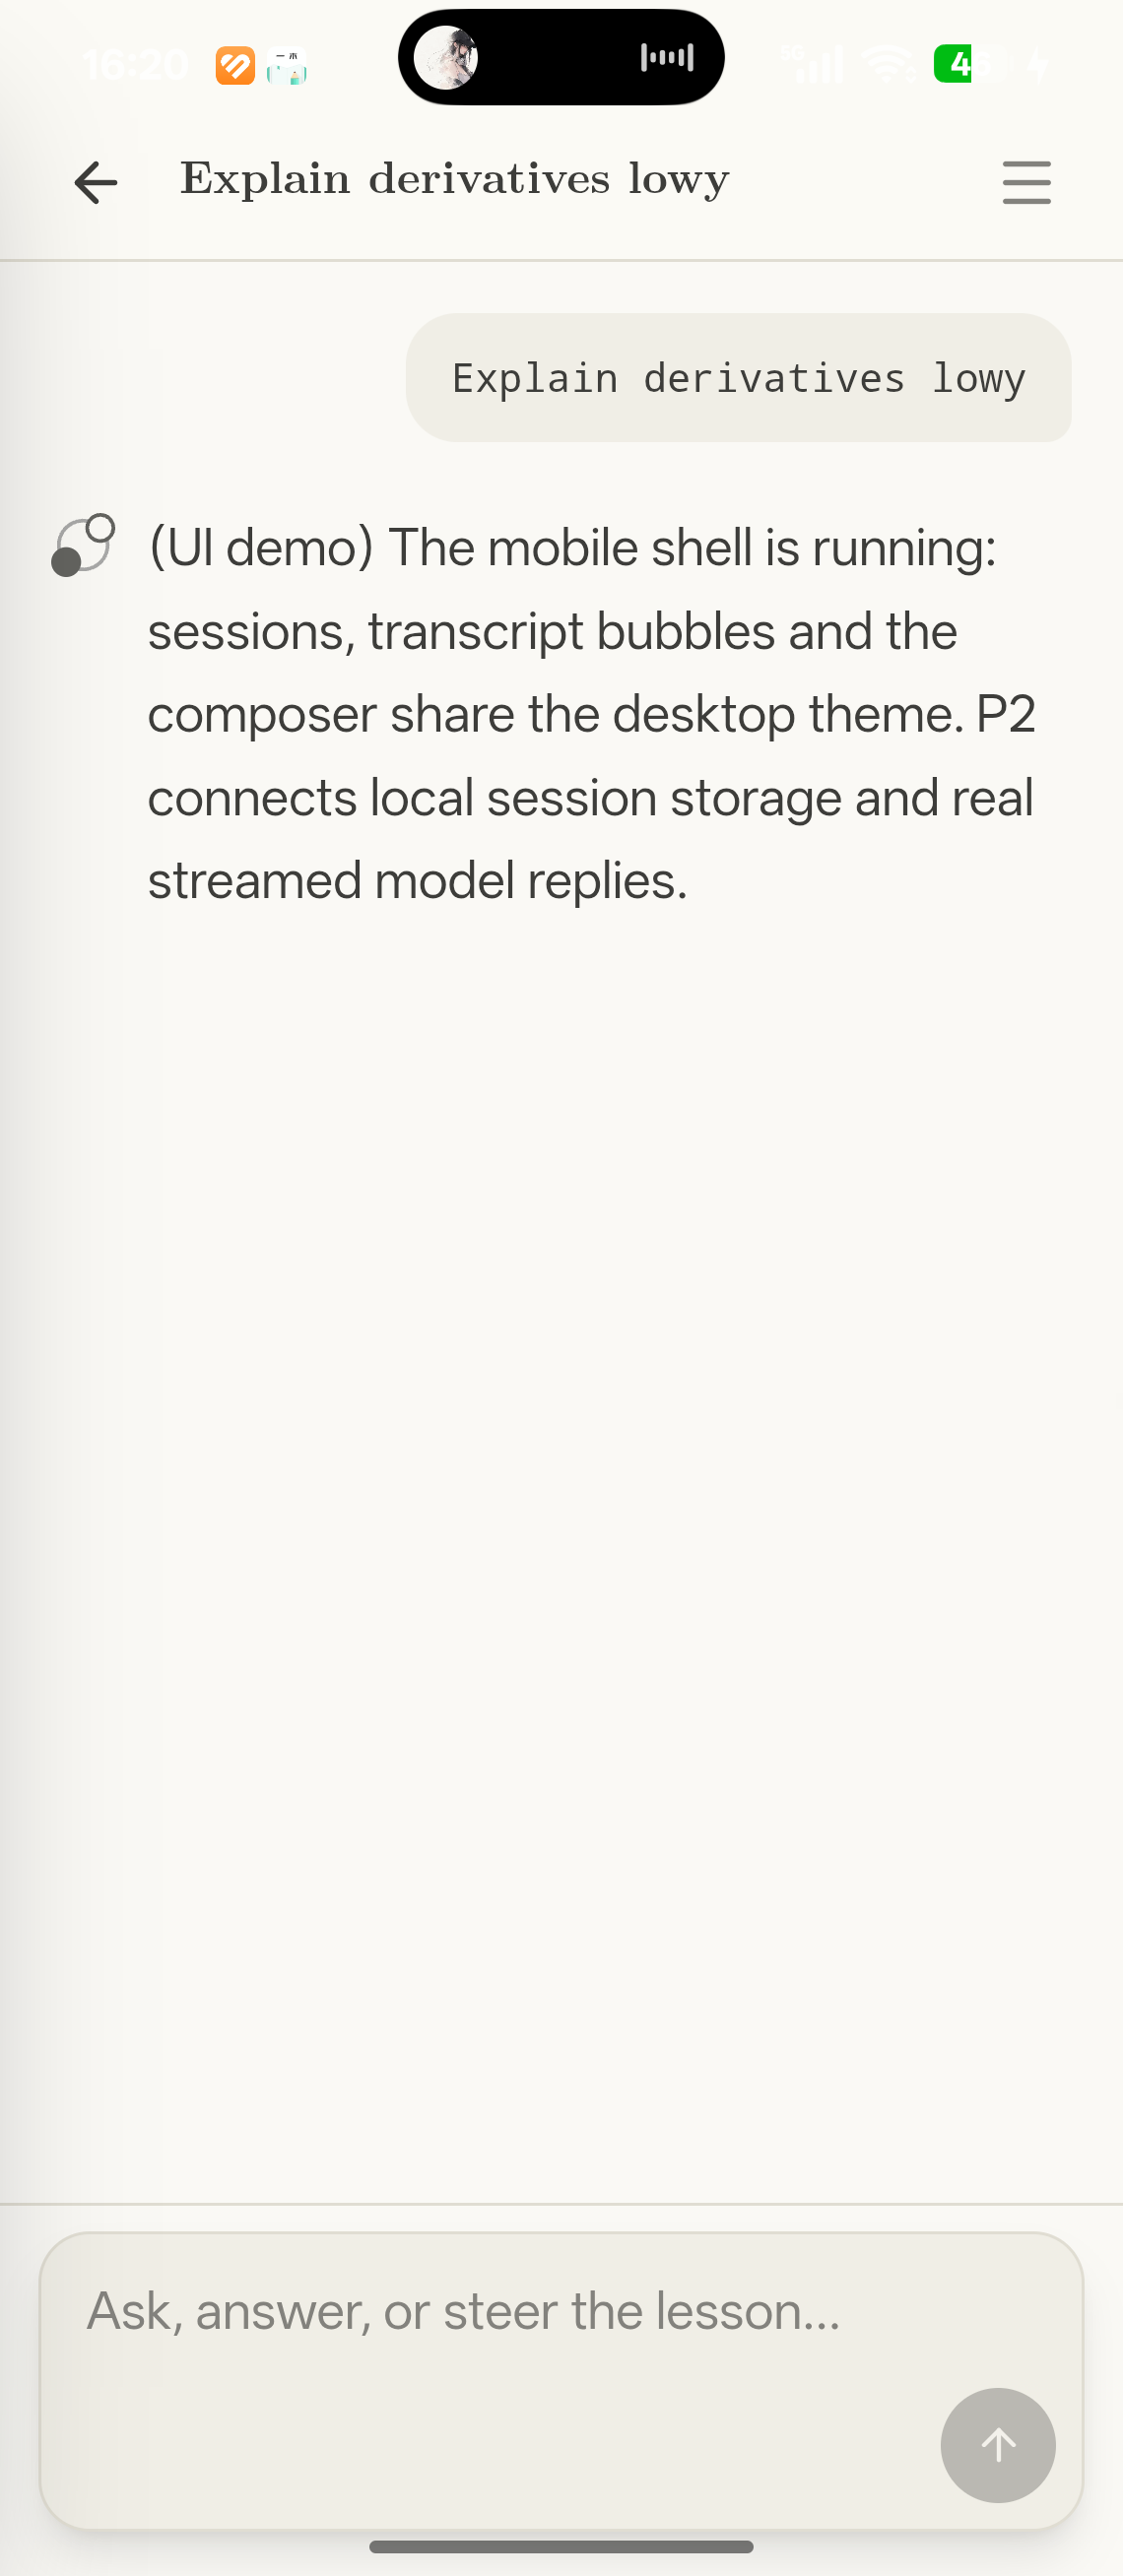 16:20
5G
Explain derivatives lowy
Explain derivatives lowy
(UI demo) The mobile shell is running:
sessions, transcript bubbles and the
composer share the desktop theme. P2
connects local session storage and real
streamed model replies.
Ask, answer, or steer the lesson...